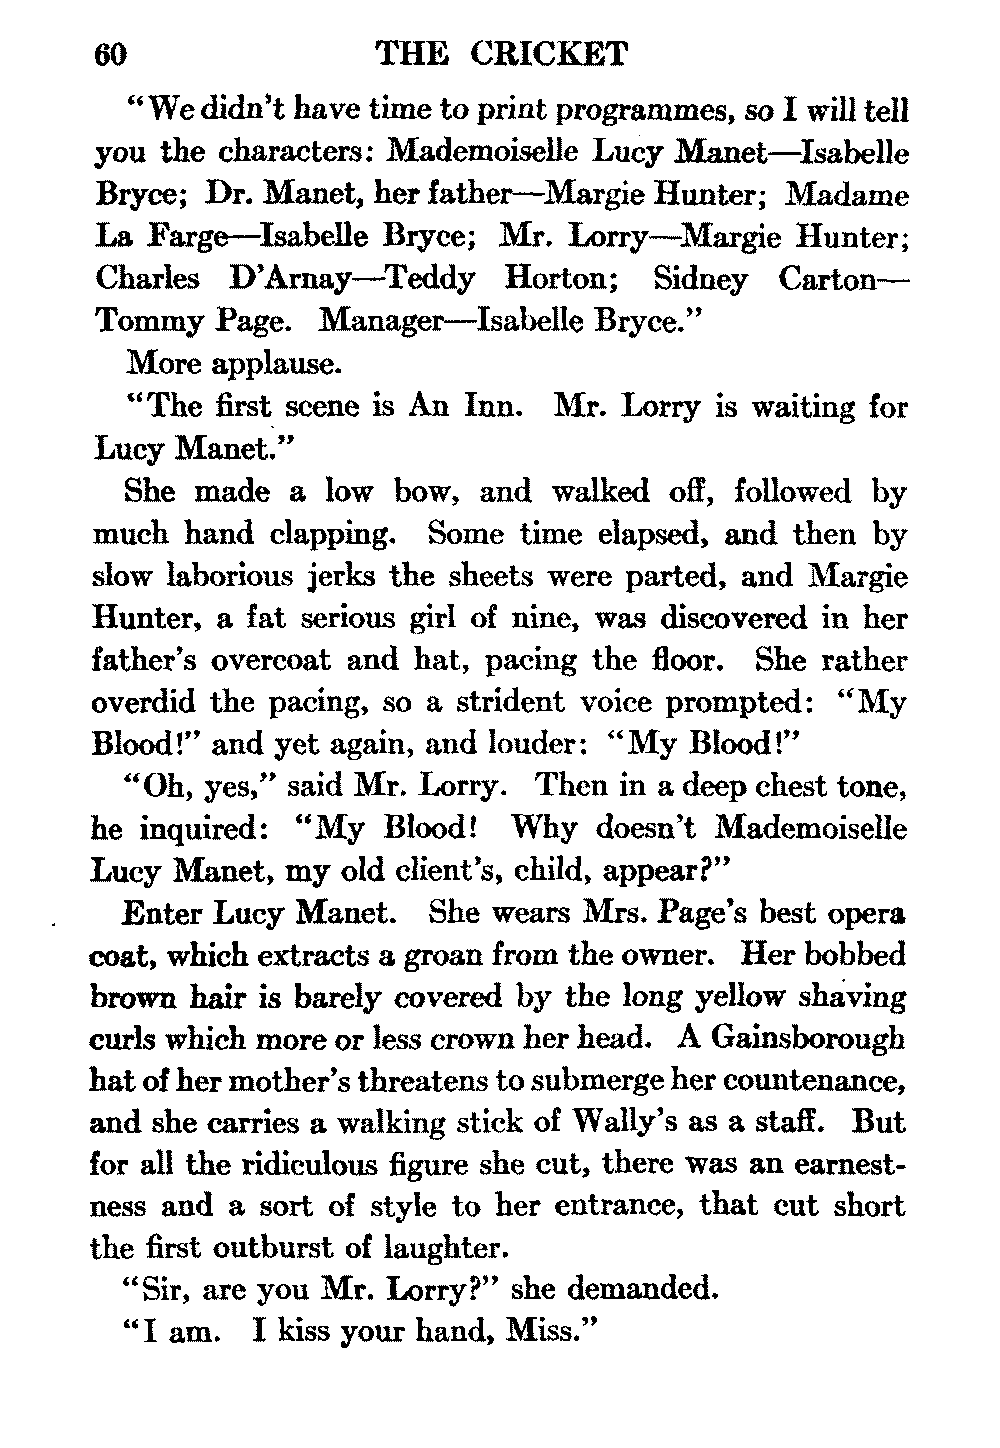 60 THE CRICKET
“We didn’t have time to print programmes, so I will tell
you the characters: Mademoiselle Lucy Manet—Isabelle
Bryce; Dr. Manet, her father—Margie Hunter; Madame
La Farge—Isabelle Bryce; Mr. Lorry—Margie Hunter;
Charles D’Arnay—Teddy Horton; Sidney Carton—
Tommy Page. Manager—Isabelle Bryce.”
More applause.
“The first scene is An Inn. Mr. Lorry is waiting for
Lucy Manet.”
She made a low bow, and walked off, followed by
much hand clapping. Some time elapsed, and then by
slow laborious jerks the sheets were parted, and Margie
Hunter, a fat serious girl of nine, was discovered in her
father’s overcoat and hat, pacing the floor. She rather
overdid the pacing, so a strident voice prompted: “My
Blood!” and yet again, and louder: “My Blood!”
“Oh, yes,” said Mr. Lorry. Then in a deep chest tone,
he inquired: “My Blood! Why doesn’t Mademoiselle
Lucy Manet, my old client’s, child, appear?”
Enter Lucy Manet. She wears Mrs. Page’s best opera
coat, which extracts a groan from the owner. Her bobbed
brown hair is barely covered by the long yellow shaving
curls which more or less crown her head. A Gainsborough
hat of her mother’s threatens to submerge her countenance,
and she carries a walking stick of Wally’s as a staff. But
for all the ridiculous figure she cut, there was an earnest-
ness and a sort of style to her entrance, that cut short
the first outburst of laughter.
“Sir, are you Mr. Lorry?” she demanded.
“I am. I kiss your hand, Miss.”